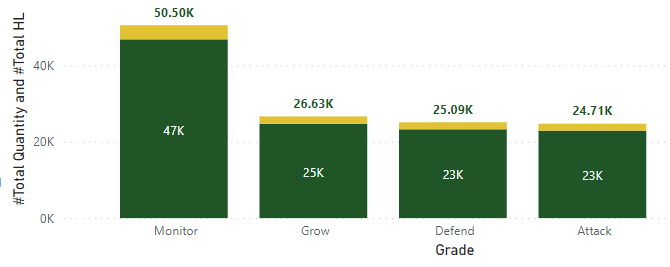 #Total Quantity and #Total HL
50.50K
26.63K
25.09K
24.71K
40K
20K
0K
47K
25K
23K
23K
Monitor
Grow
Defend
Attack
Grade